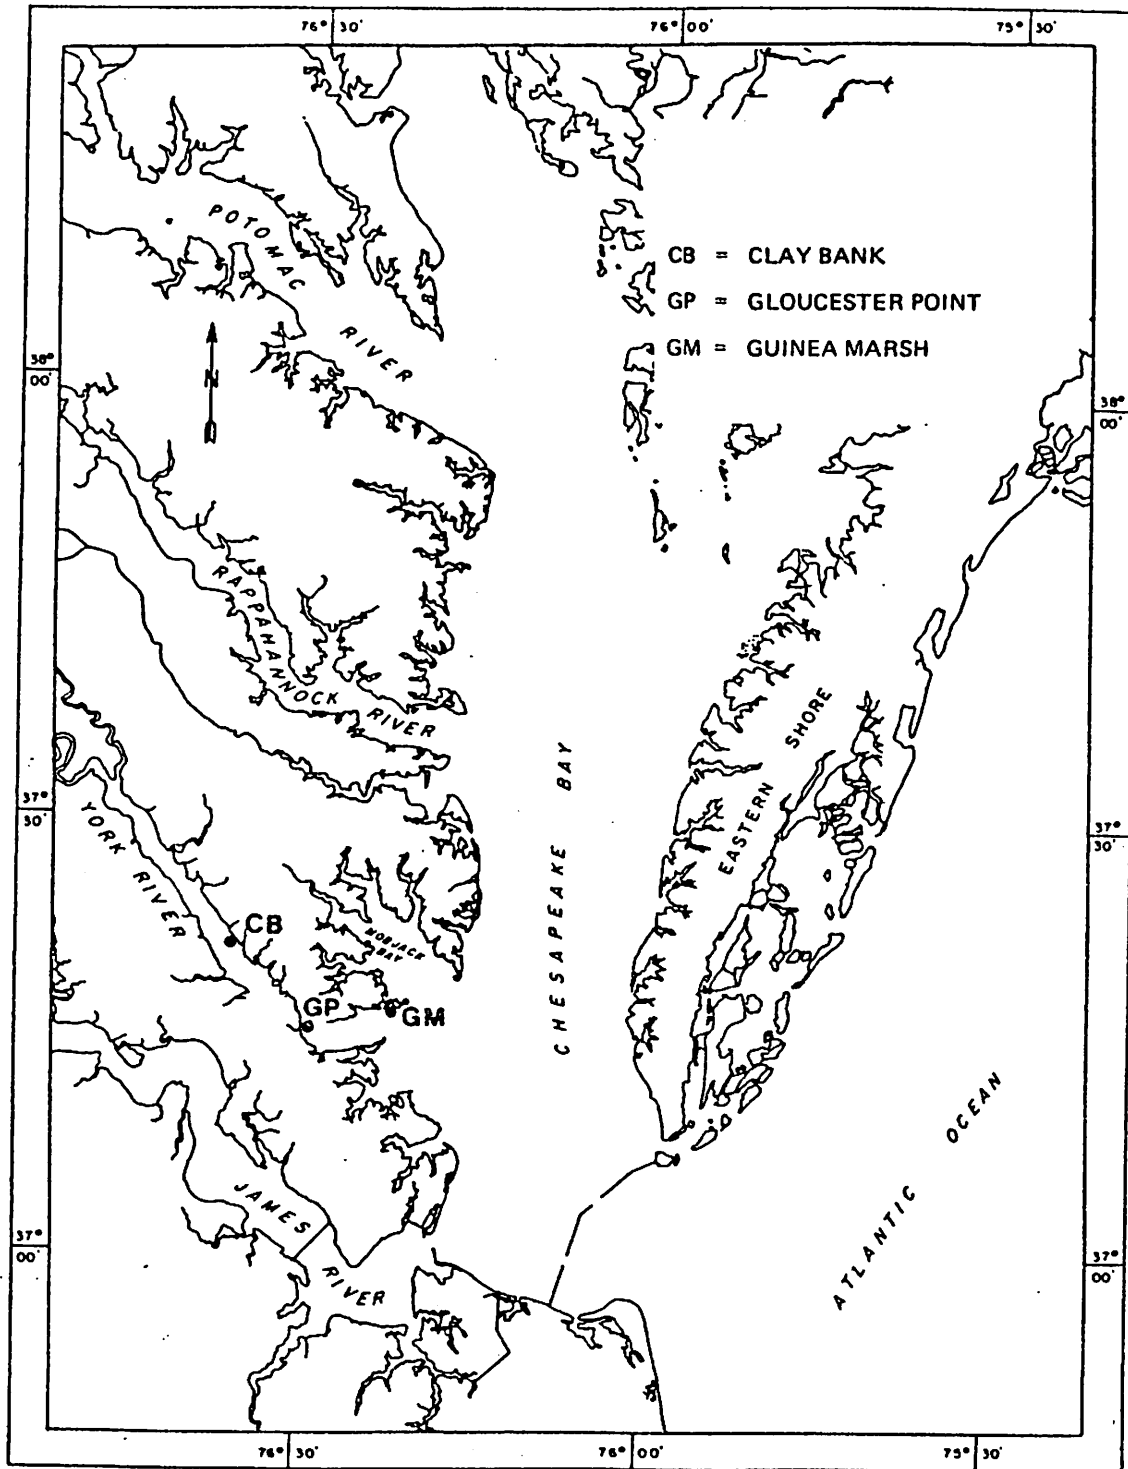 76° 30'
76° 00'
75° 30'
POTOMAC
RIVER
CB = CLAY BANK
GP = GLOUCESTER POINT
GM = GUINEA MARSH
N
38° 00'
38° 00'
RAPPAHANNOCK
RIVER
CHESAPEAKE BAY
EASTERN SHORE
37° 30'
37° 30'
YORK
RIVER
MOBJACK
BAY
CB
GP
GM
ATLANTIC OCEAN
JAMES
RIVER
37° 00'
37° 00'
76° 30'
76° 00'
75° 30'